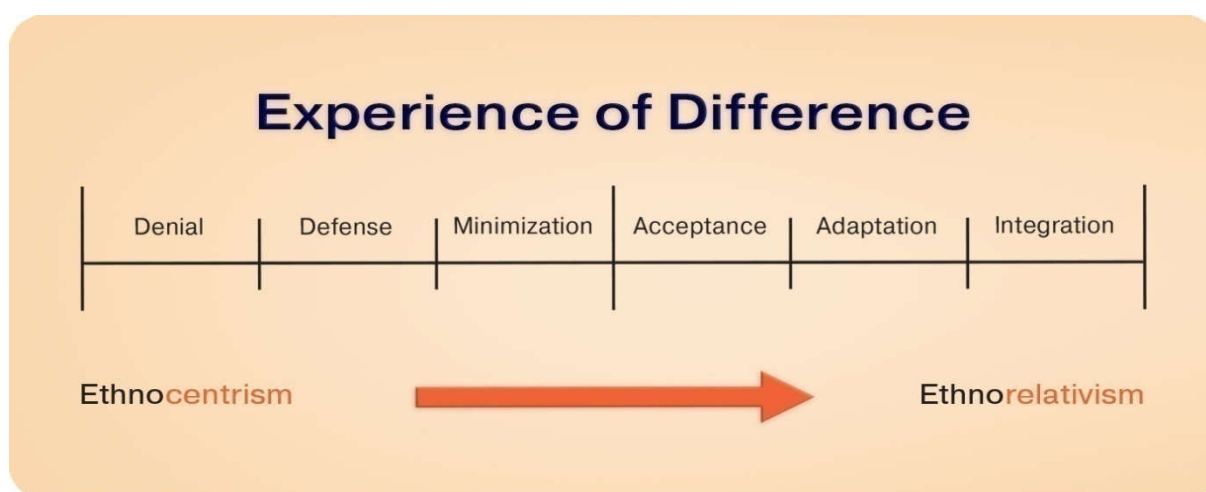 Experience of Difference
Denial Defense Minimization Acceptance Adaptation Integration
Ethnocentrism Ethnorelativism